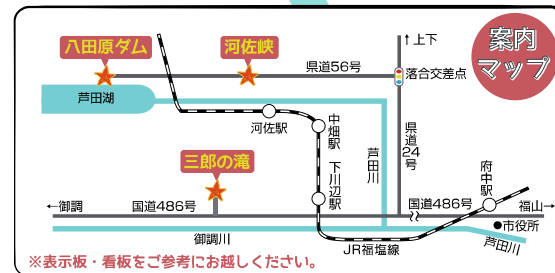 案内
マップ
八田原ダム
河佐峡
↑上下
県道56号
落合交差点
芦田湖
河佐駅
中畑駅
芦田川
県道24号
三郎の滝
下川辺駅
府中駅
←御調
国道486号
国道486号
福山→
●市役所
御調川
JR福塩線
芦田川
※表示板・看板をご参考にお越しください。